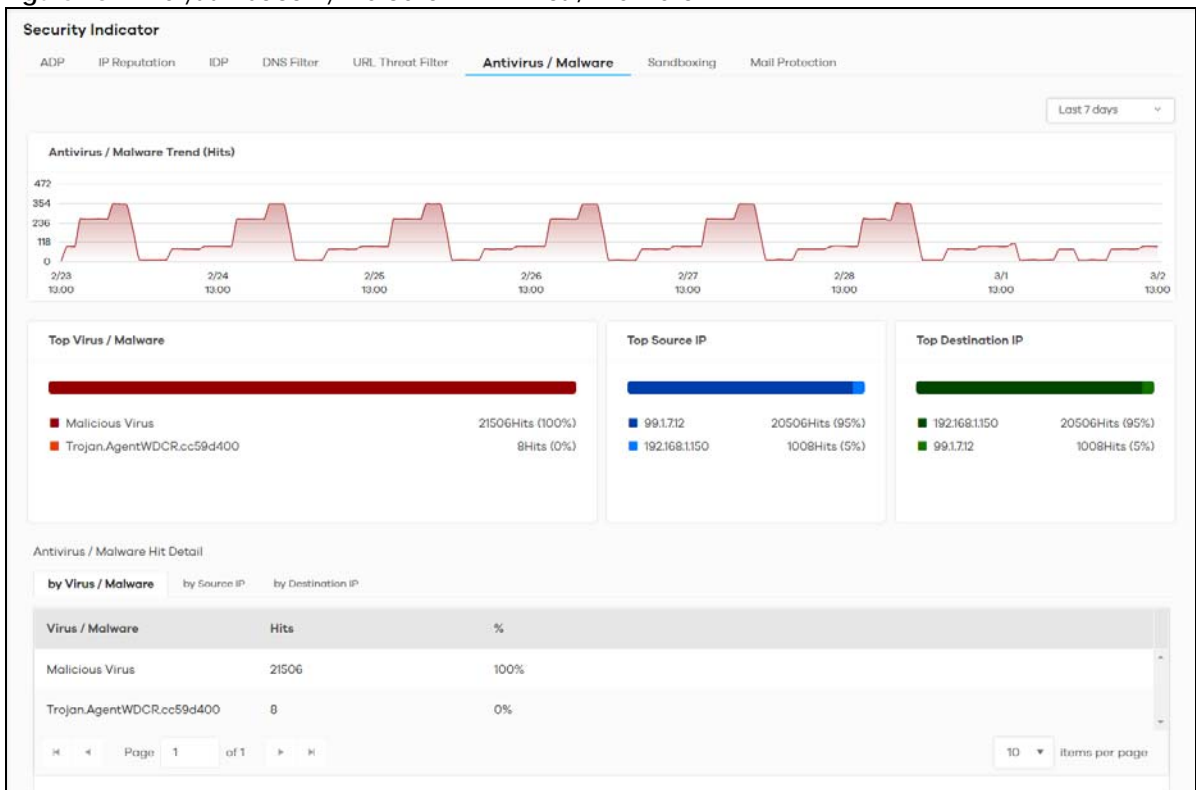 Security Indicator
ADP IP Reputation IDP DNS Filter URL Threat Filter Antivirus / Malware Sandboxing Mail Protection
Last 7 days
Antivirus / Malware Trend (Hits)
472
354
236
118
0
2/23 2/24 2/25 2/26 2/27 2/28 3/1 3/2
13:00 13:00 13:00 13:00 13:00 13:00 13:00 13:00
Top Virus / Malware
Malicious Virus 21506Hits (100%)
Trojan.AgentWDCR.cc59d400 8Hits (0%)
Top Source IP
99.1.7.12 20506Hits (95%)
192.168.1.150 1008Hits (5%)
Top Destination IP
192.168.1.150 20506Hits (95%)
99.1.7.12 1008Hits (5%)
Antivirus / Malware Hit Detail
by Virus / Malware by Source IP by Destination IP
Virus / Malware Hits %
Malicious Virus 21506 100%
Trojan.AgentWDCR.cc59d400 8 0%
Page 1 of 1 10 items per page